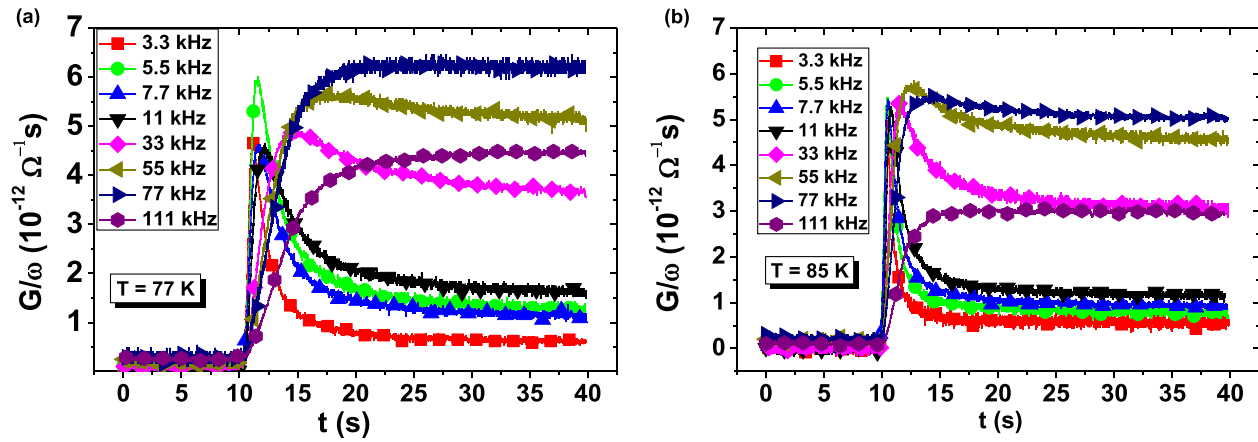 (a)
7
6
5
4
3
2
1
G/ω (10⁻¹² Ω⁻¹s)
3.3 kHz
5.5 kHz
7.7 kHz
11 kHz
33 kHz
55 kHz
77 kHz
111 kHz
T = 77 K
0 5 10 15 20 25 30 35 40
t (s)
(b)
7
6
5
4
3
2
1
0
G/ω (10⁻¹² Ω⁻¹s)
3.3 kHz
5.5 kHz
7.7 kHz
11 kHz
33 kHz
55 kHz
77 kHz
111 kHz
T = 85 K
0 5 10 15 20 25 30 35 40
t (s)